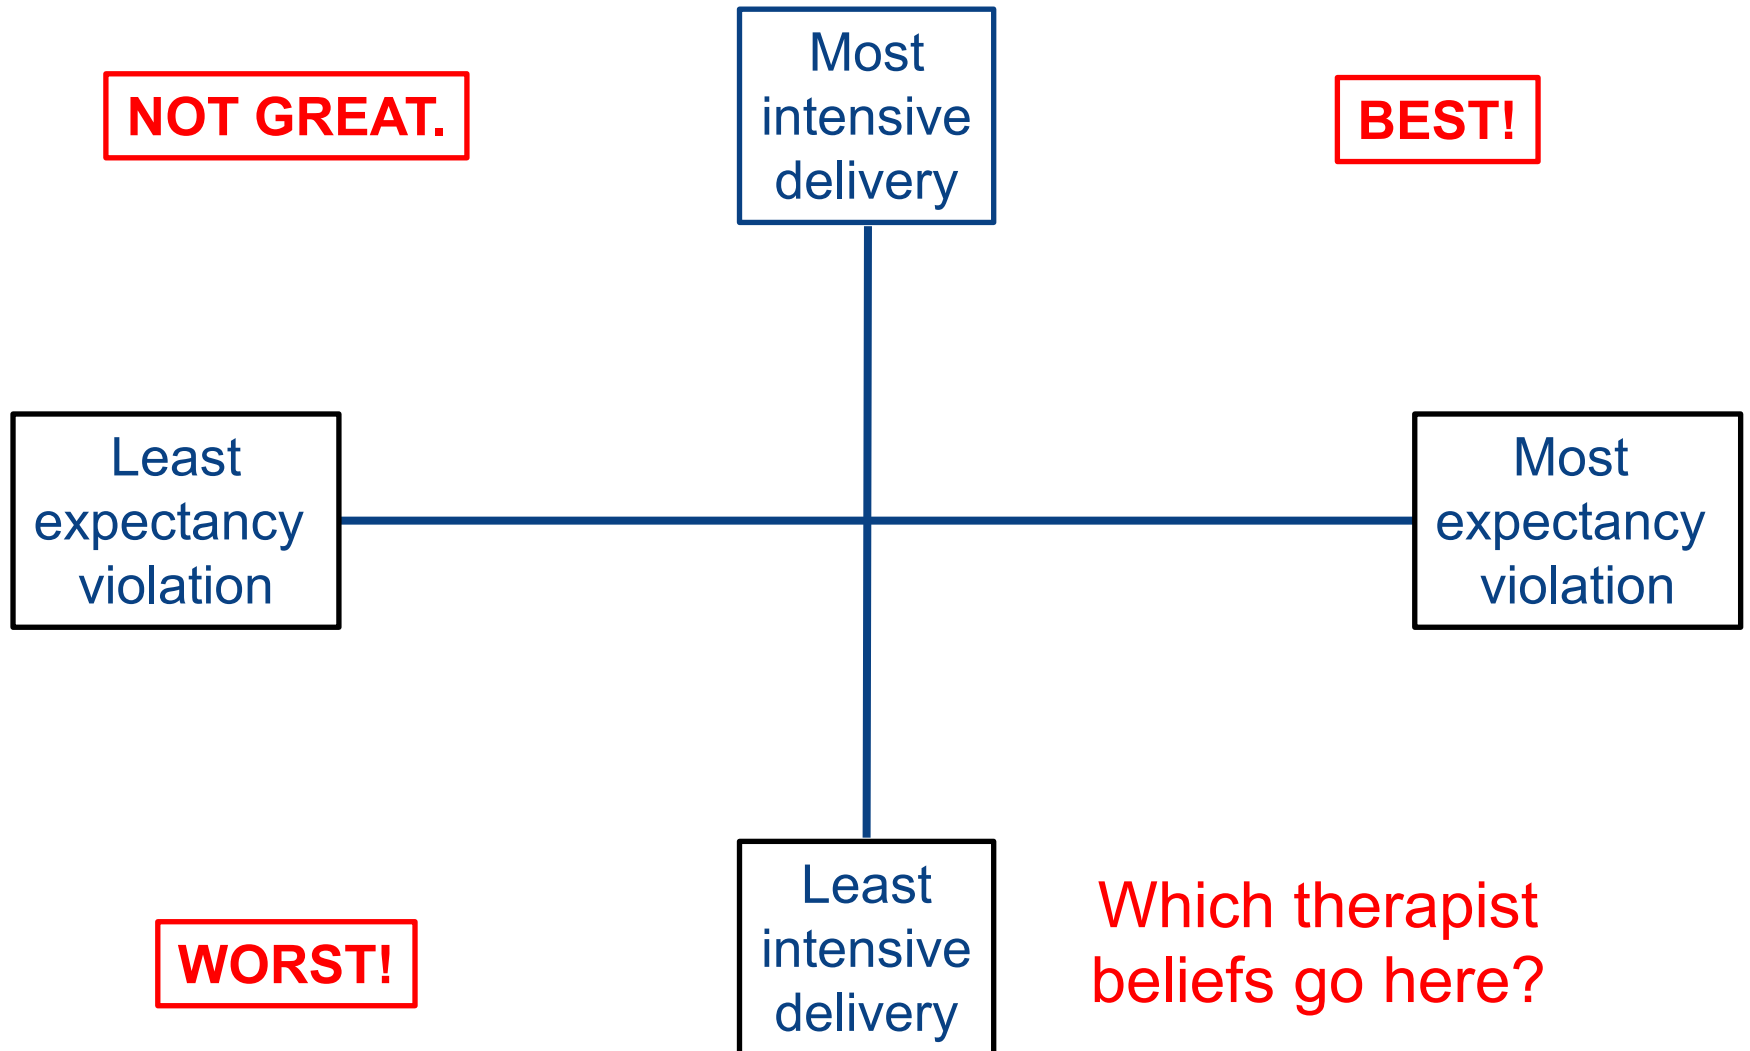 Most
intensive
delivery
NOT GREAT.
BEST!
Least
expectancy
violation
Most
expectancy
violation
Least
intensive
delivery
WORST!
Which therapist
beliefs go here?